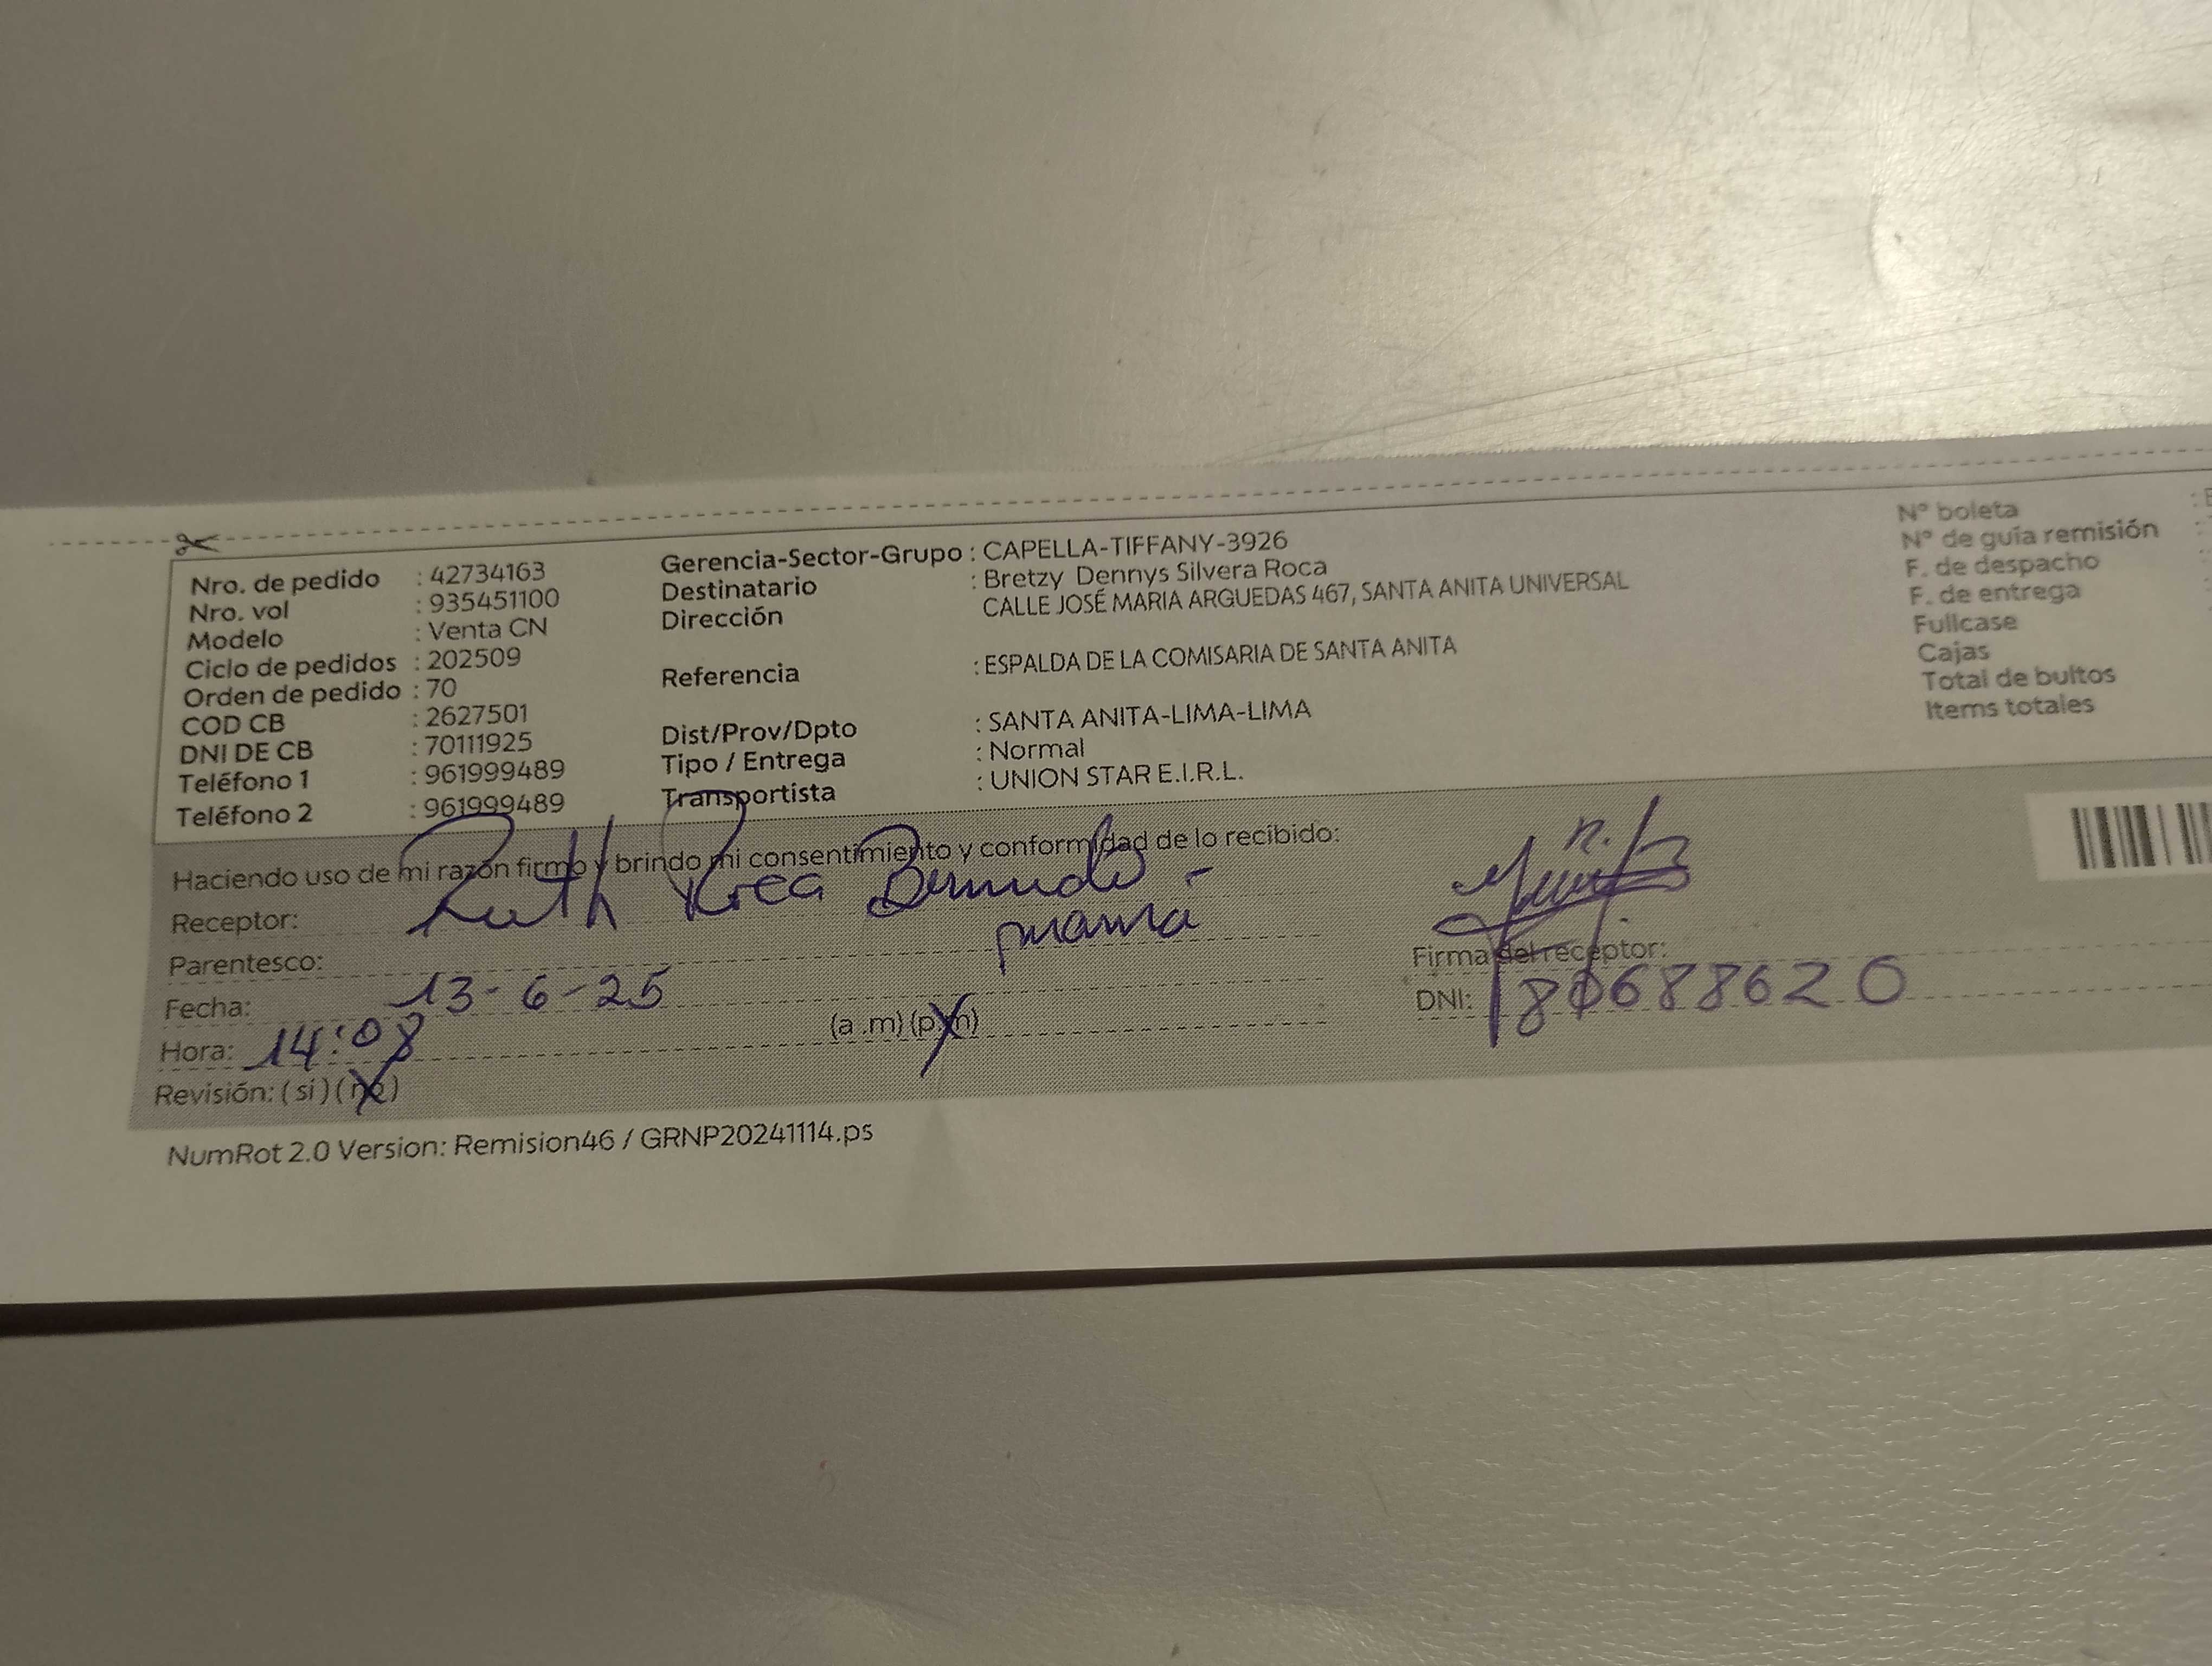 Nro. de pedido : 42734163
Nro. vol : 935451100
Modelo : Venta CN
Ciclo de pedidos : 202509
Orden de pedido : 70
COD CB : 2627501
DNI DE CB : 70111925
Teléfono 1 : 961999489
Teléfono 2 : 961999489
Gerencia-Sector-Grupo : CAPELLA-TIFFANY-3926
Destinatario : Bretzy Dennys Silvera Roca
Dirección CALLE JOSÉ MARIA ARGUEDAS 467, SANTA ANITA UNIVERSAL
Referencia : ESPALDA DE LA COMISARIA DE SANTA ANITA
Dist/Prov/Dpto : SANTA ANITA-LIMA-LIMA
Tipo / Entrega : Normal
Transportista : UNION STAR E.I.R.L.
N° boleta :
N° de guía remisión :
F. de despacho :
F. de entrega
Fullcase
Cajas
Total de bultos
Items totales
Haciendo uso de mi razón firmo y brindo mi consentimiento y conformidad de lo recibido:
Receptor: Ruth
Parentesco: mamá
Fecha: 13-6-25
Hora: 14:08 (a .m) (p.m)
Revisión: (si) (no)
Firma del receptor:
DNI: 80688620
NumRot 2.0 Version: Remision46 / GRNP20241114.ps